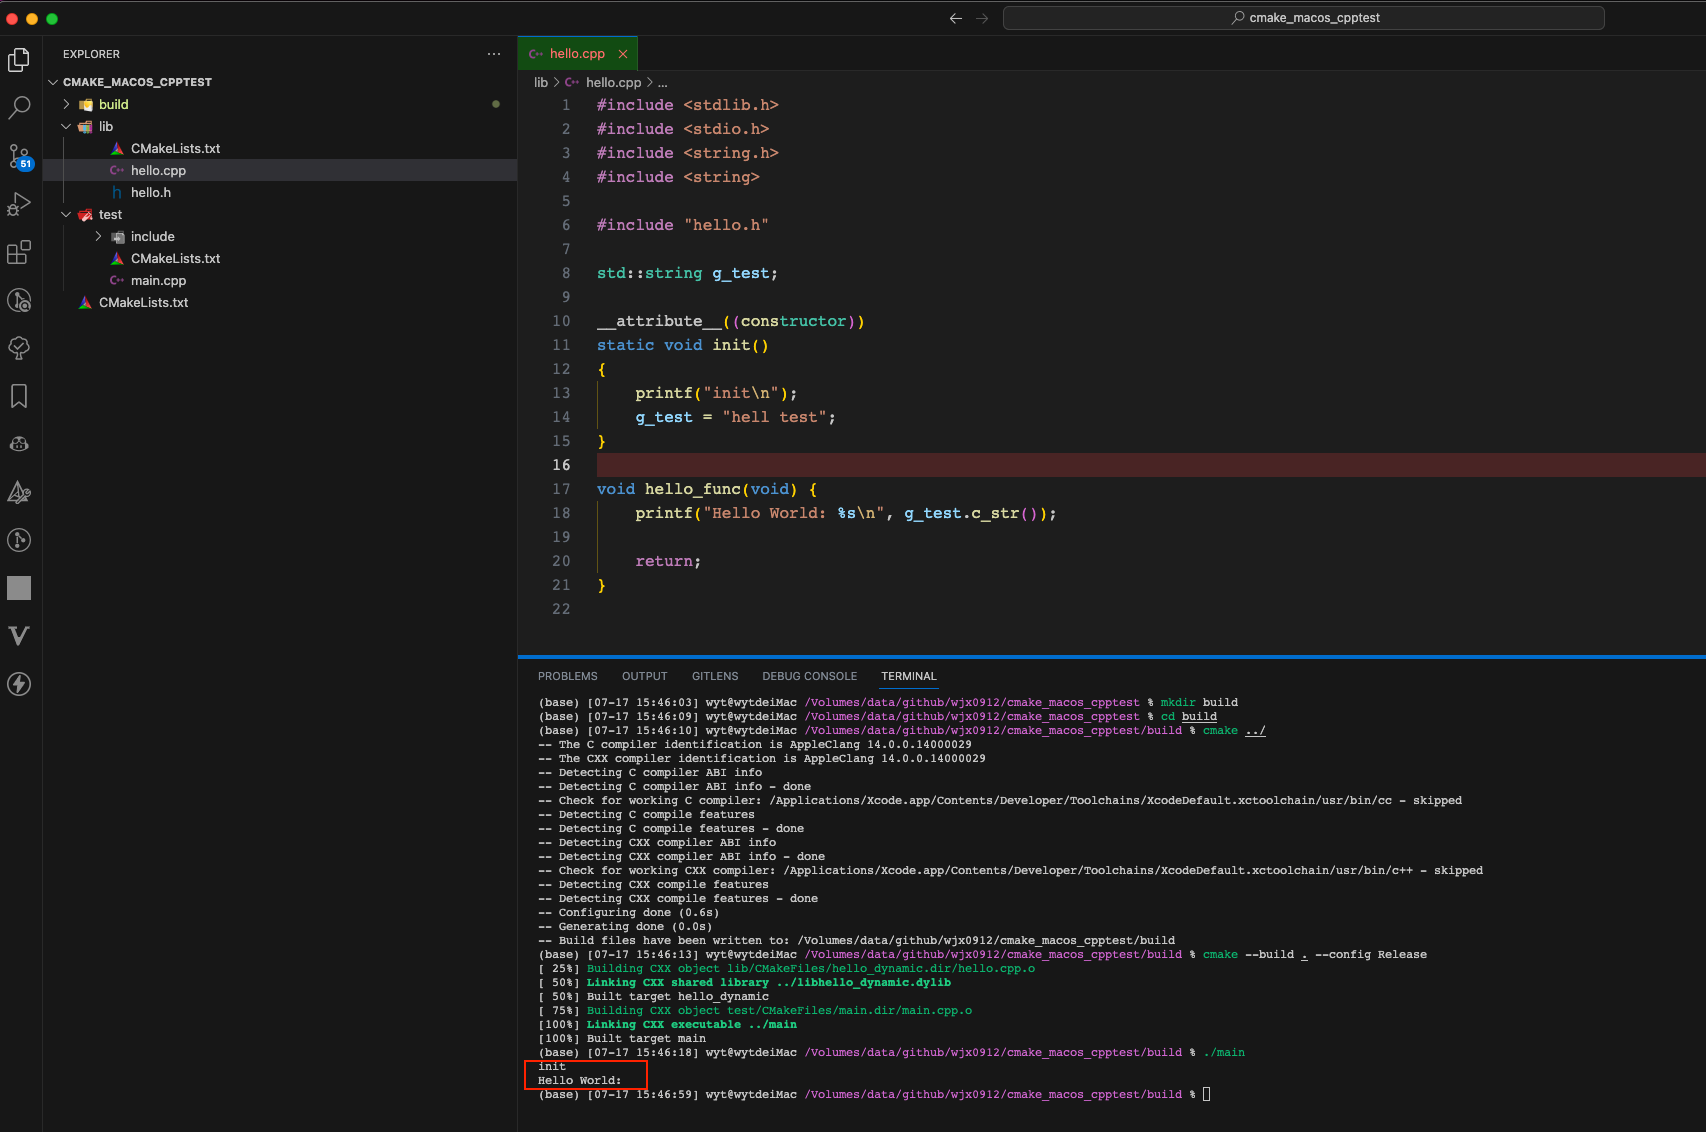 cmake_macos_cpptest
EXPLORER
...
CMAKE_MACOS_CPPTEST
build
lib
CMakeLists.txt
C++ hello.cpp
h hello.h
test
include
CMakeLists.txt
C++ main.cpp
CMakeLists.txt
51
C++ hello.cpp
lib > C++ hello.cpp > ...
1 #include <stdlib.h>
2 #include <stdio.h>
3 #include <string.h>
4 #include <string>
5
6 #include "hello.h"
7
8 std::string g_test;
9
10 __attribute__((constructor))
11 static void init()
12 {
13 printf("init\n");
14 g_test = "hell test";
15 }
16
17 void hello_func(void) {
18 printf("Hello World: %s\n", g_test.c_str());
19
20 return;
21 }
22
PROBLEMS OUTPUT GITLENS DEBUG CONSOLE TERMINAL
(base) [07-17 15:46:03] wyt@wytdeiMac /Volumes/data/github/wjx0912/cmake_macos_cpptest % mkdir build
(base) [07-17 15:46:09] wyt@wytdeiMac /Volumes/data/github/wjx0912/cmake_macos_cpptest % cd build
(base) [07-17 15:46:10] wyt@wytdeiMac /Volumes/data/github/wjx0912/cmake_macos_cpptest/build % cmake ../
-- The C compiler identification is AppleClang 14.0.0.14000029
-- The CXX compiler identification is AppleClang 14.0.0.14000029
-- Detecting C compiler ABI info
-- Detecting C compiler ABI info - done
-- Check for working C compiler: /Applications/Xcode.app/Contents/Developer/Toolchains/XcodeDefault.xctoolchain/usr/bin/cc - skipped
-- Detecting C compile features
-- Detecting C compile features - done
-- Detecting CXX compiler ABI info
-- Detecting CXX compiler ABI info - done
-- Check for working CXX compiler: /Applications/Xcode.app/Contents/Developer/Toolchains/XcodeDefault.xctoolchain/usr/bin/c++ - skipped
-- Detecting CXX compile features
-- Detecting CXX compile features - done
-- Configuring done (0.6s)
-- Generating done (0.0s)
-- Build files have been written to: /Volumes/data/github/wjx0912/cmake_macos_cpptest/build
(base) [07-17 15:46:13] wyt@wytdeiMac /Volumes/data/github/wjx0912/cmake_macos_cpptest/build % cmake --build . --config Release
[ 25%] Building CXX object lib/CMakeFiles/hello_dynamic.dir/hello.cpp.o
[ 50%] Linking CXX shared library ../libhello_dynamic.dylib
[ 50%] Built target hello_dynamic
[ 75%] Building CXX object test/CMakeFiles/main.dir/main.cpp.o
[100%] Linking CXX executable ../main
[100%] Built target main
(base) [07-17 15:46:18] wyt@wytdeiMac /Volumes/data/github/wjx0912/cmake_macos_cpptest/build % ./main
init
Hello World:
(base) [07-17 15:46:59] wyt@wytdeiMac /Volumes/data/github/wjx0912/cmake_macos_cpptest/build %